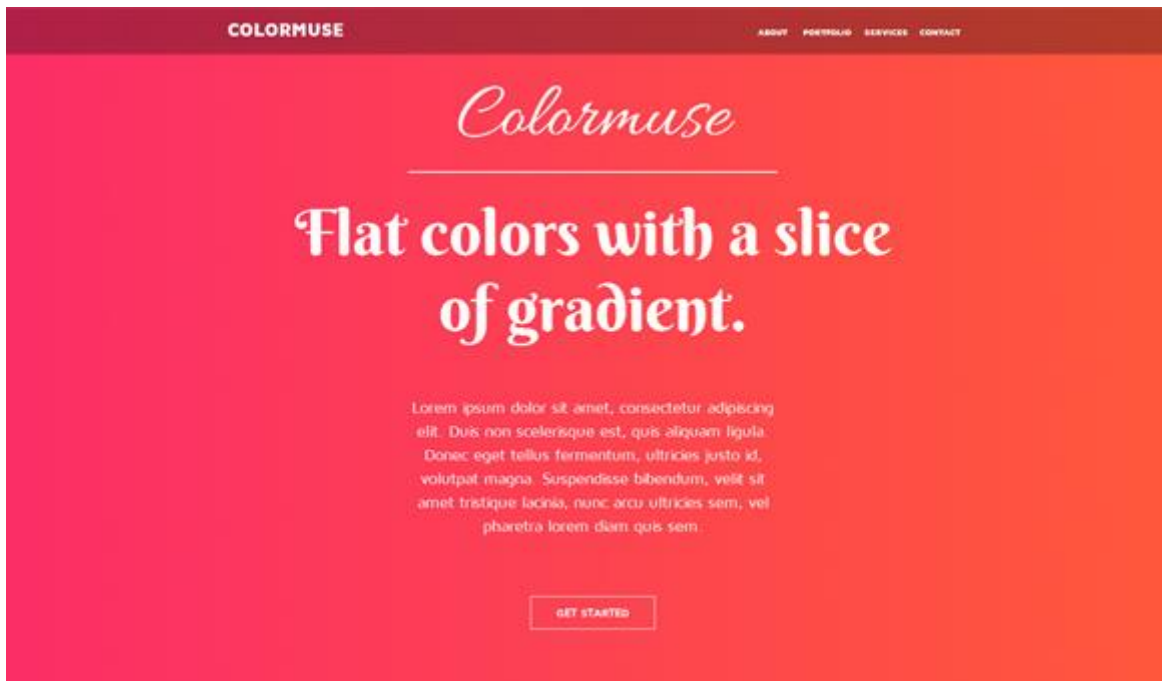 COLORMUSE
ABOUT PORTFOLIO SERVICES CONTACT
Colormuse
Flat colors with a slice
of gradient.
Lorem ipsum dolor sit amet, consectetur adipiscing
elit. Duis non scelerisque est, quis aliquam ligula.
Donec eget tellus fermentum, ultricies justo id,
volutpat magna. Suspendisse bibendum, velit sit
amet tristique lacinia, nunc arcu ultricies sem, vel
pharetra lorem diam quis sem.
GET STARTED